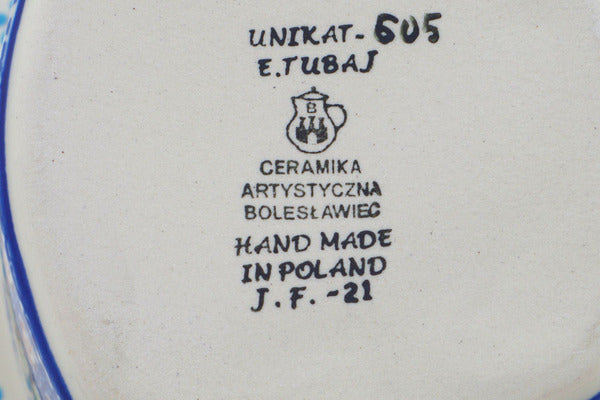 UNIKAT-605
E.TUBAJ
B
CERAMIKA
ARTYSTYCZNA
BOLESŁAWIEC
HAND MADE
IN POLAND
J.F.-21